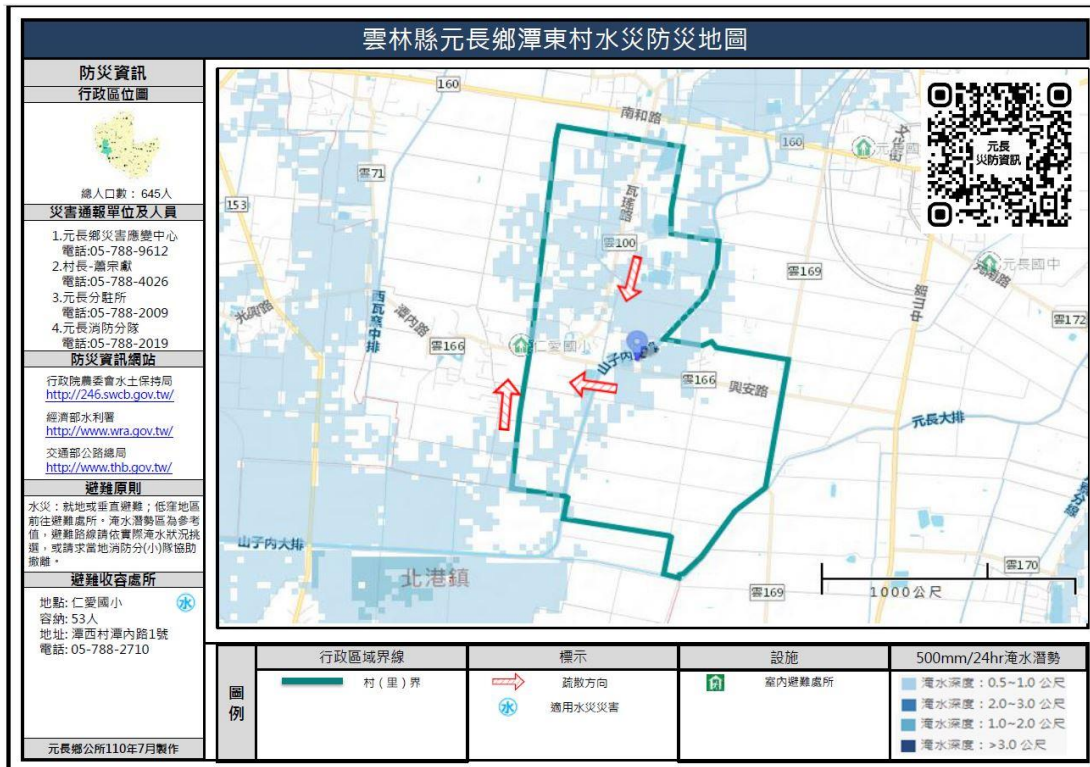 雲林縣元長鄉潭東村水災防災地圖
防災資訊
行政區位圖
總人口數：645人
災害通報單位及人員
1.元長鄉災害應變中心
電話:05-788-9612
2.村長-蕭宗獻
電話:05-788-4026
3.元長分駐所
電話:05-788-2009
4.元長消防分隊
電話:05-788-2019
防災資訊網站
行政院農委會水土保持局
http://246.swcb.gov.tw/
經濟部水利署
http://www.wra.gov.tw/
交通部公路總局
http://www.thb.gov.tw/
避難原則
水災：就地或垂直避難；低窪地區
前往避難處所。淹水潛勢區為參考
值，避難路線請依實際淹水狀況挑
選，或請求當地消防分(小)隊協助
撤離。
避難收容處所
地點: 仁愛國小
水
容納: 53人
地址: 潭西村潭內路1號
電話: 05-788-2710
元長鄉公所110年7月製作
160
南和路
160
文化街
元長
災防資訊
雲71
153
瓦瑤路
雲100
雲169
元長國中
元南路
中山路
雲172
光興路
西瓦窯中排
潭內路
雲166
仁愛國小
山子內
雲166
興安路
元長大排
山子內大排
北港鎮
雲169
雲170
1000公尺
圖例
行政區域界線
標示
設施
500mm/24hr淹水潛勢
村（里）界
疏散方向
水
適用水災災害
室內避難處所
淹水深度：0.5~1.0 公尺
淹水深度：2.0~3.0 公尺
淹水深度：1.0~2.0 公尺
淹水深度：>3.0 公尺